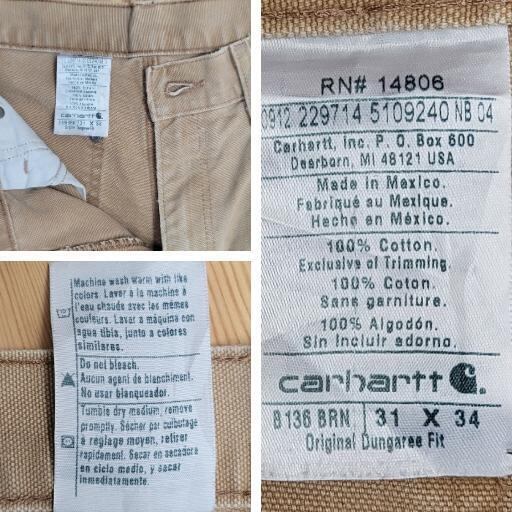 RN# 14806
0912 229714 5109240 NB 04
Carhartt, Inc. P. O. Box 600
Dearborn, MI 48121 USA
Made in Mexico.
Fabriqué au Mexique.
Hecho en México.
100% Cotton.
Exclusive of Trimming.
100% Coton.
Sans garniture.
100% Algodón.
Sin Incluir adorno.
carhartt
B136 BRN 31 X 34
Original Dungaree Fit
Machine wash warm with like
colors. Laver à la machine à
l'eau chaude avec les mêmes
couleurs. Lavar a máquina con
agua tibia, junto a colores
similares.
Do not bleach.
Aucun agent de blanchiment.
No usar blanqueador.
Tumble dry medium, remove
promptly. Sécher par culbutage
à réglage moyen, retirer
rapidement. Secar en secadora
en ciclo medio, y sacar
inmediatamente.